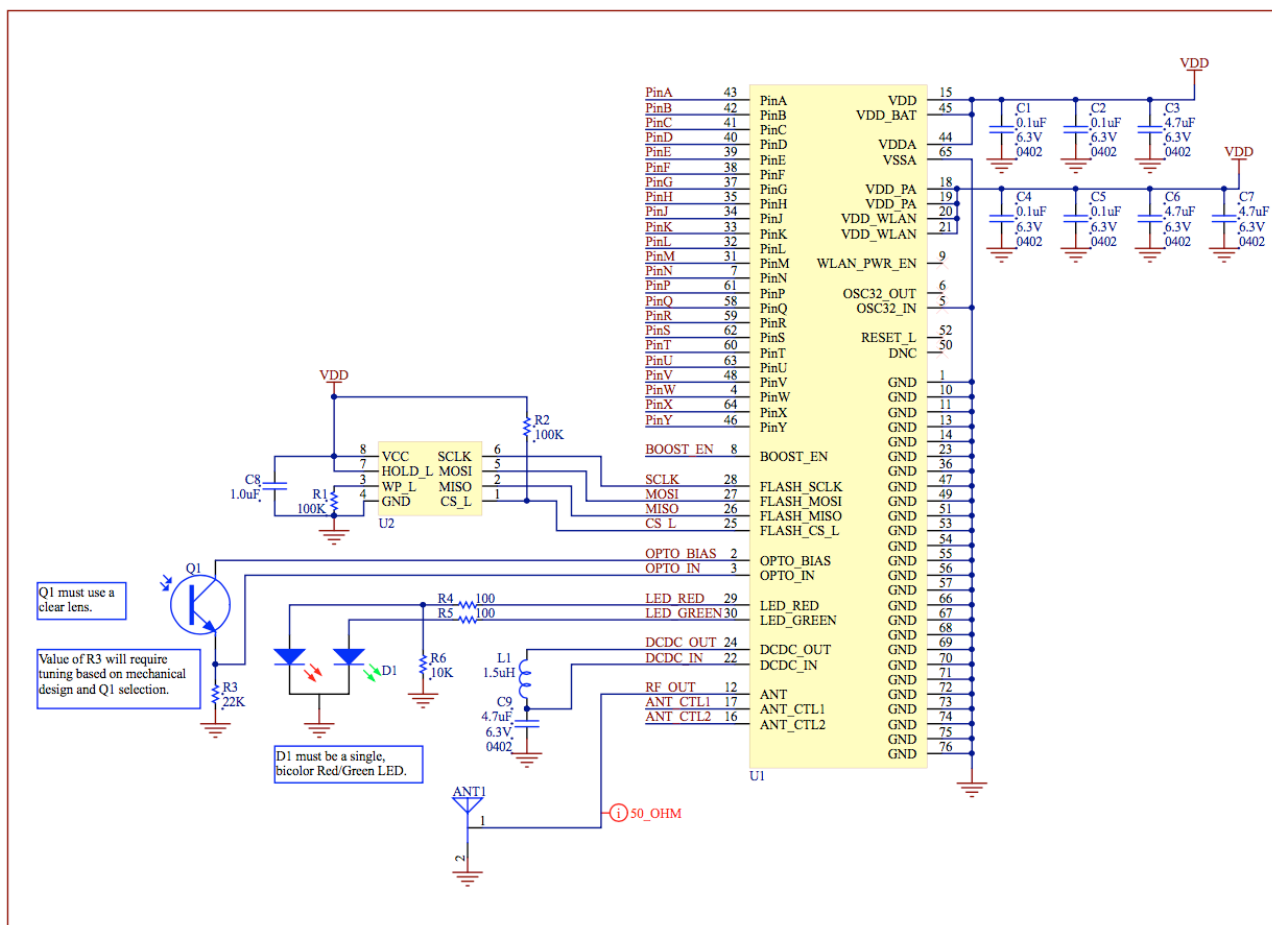 VDD
PinA 43 PinA VDD 15
PinB 42 PinB VDD_BAT 45
PinC 41 PinC
PinD 40 PinD VDDA 44
PinE 39 PinE VSSA 65
PinF 38 PinF
PinG 37 PinG VDD_PA 18
PinH 35 PinH VDD_PA 19
PinJ 34 PinJ VDD_WLAN 20
PinK 33 PinK VDD_WLAN 21
PinL 32 PinL
PinM 31 PinM WLAN_PWR_EN 9
PinN 7 PinN
PinP 61 PinP OSC32_OUT 6
PinQ 58 PinQ OSC32_IN 5
PinR 59 PinR
PinS 62 PinS RESET_L 52
PinT 60 PinT DNC 50
PinU 63 PinU
PinV 48 PinV GND 1
PinW 4 PinW GND 10
PinX 64 PinX GND 11
PinY 46 PinY GND 13
GND 14
BOOST_EN 8 BOOST_EN GND 23
GND 36
SCLK 28 FLASH_SCLK GND 47
MOSI 27 FLASH_MOSI GND 49
MISO 26 FLASH_MISO GND 51
CS_L 25 FLASH_CS_L GND 53
GND 54
OPTO_BIAS 2 OPTO_BIAS GND 55
OPTO_IN 3 OPTO_IN GND 56
GND 57
LED_RED 29 LED_RED GND 66
LED_GREEN 30 LED_GREEN GND 67
GND 68
DCDC_OUT 24 DCDC_OUT GND 69
DCDC_IN 22 DCDC_IN GND 70
GND 71
RF_OUT 12 ANT GND 72
ANT_CTL1 17 ANT_CTL1 GND 73
ANT_CTL2 16 ANT_CTL2 GND 74
GND 75
GND 76
U1
C1
0.1uF
6.3V
0402
C2
0.1uF
6.3V
0402
C3
4.7uF
6.3V
0402
VDD
C4
0.1uF
6.3V
0402
C5
0.1uF
6.3V
0402
C6
4.7uF
6.3V
0402
C7
4.7uF
6.3V
0402
VDD
R2
100K
8 VCC SCLK 6
7 HOLD_L MOSI 5
3 WP_L MISO 2
4 GND CS_L 1
U2
C8
1.0uF
R1
100K
Q1
Q1 must use a
clear lens.
Value of R3 will require
tuning based on mechanical
design and Q1 selection.
R3
22K
R4 100
R5 100
D1
R6
10K
L1
1.5uH
C9
4.7uF
6.3V
0402
D1 must be a single,
bicolor Red/Green LED.
ANT1
1
2
i 50_OHM